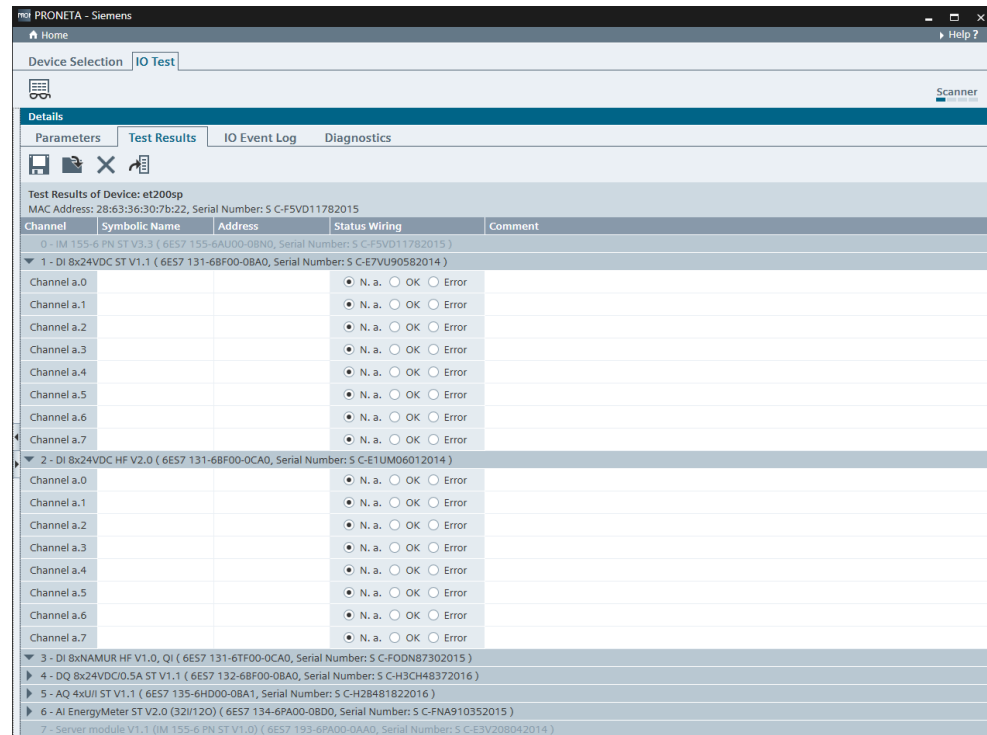 PRONETA - Siemens
Home Help ?
Device Selection IO Test
Scanner
Details
Parameters Test Results IO Event Log Diagnostics
Test Results of Device: et200sp
MAC Address: 28:63:36:30:7b:22, Serial Number: S C-F5VD11782015
Channel Symbolic Name Address Status Wiring Comment
0 - IM 155-6 PN ST V3.3 ( 6ES7 155-6AU00-0BN0, Serial Number: S C-F5VD11782015 )
1 - DI 8x24VDC ST V1.1 ( 6ES7 131-6BF00-0BA0, Serial Number: S C-E7VU90582014 )
Channel a.0 N. a. OK Error
Channel a.1 N. a. OK Error
Channel a.2 N. a. OK Error
Channel a.3 N. a. OK Error
Channel a.4 N. a. OK Error
Channel a.5 N. a. OK Error
Channel a.6 N. a. OK Error
Channel a.7 N. a. OK Error
2 - DI 8x24VDC HF V2.0 ( 6ES7 131-6BF00-0CA0, Serial Number: S C-E1UM06012014 )
Channel a.0 N. a. OK Error
Channel a.1 N. a. OK Error
Channel a.2 N. a. OK Error
Channel a.3 N. a. OK Error
Channel a.4 N. a. OK Error
Channel a.5 N. a. OK Error
Channel a.6 N. a. OK Error
Channel a.7 N. a. OK Error
3 - DI 8xNAMUR HF V1.0, QI ( 6ES7 131-6TF00-0CA0, Serial Number: S C-FODN87302015 )
4 - DQ 8x24VDC/0.5A ST V1.1 ( 6ES7 132-6BF00-0BA0, Serial Number: S C-H3CH48372016 )
5 - AQ 4xU/I ST V1.1 ( 6ES7 135-6HD00-0BA1, Serial Number: S C-H2B481822016 )
6 - AI EnergyMeter ST V2.0 (32I/12O) ( 6ES7 134-6PA00-0BD0, Serial Number: S C-FNA910352015 )
7 - Server module V1.1 (IM 155-6 PN ST V1.0) ( 6ES7 193-6PA00-0AA0, Serial Number: S C-E3V208042014 )